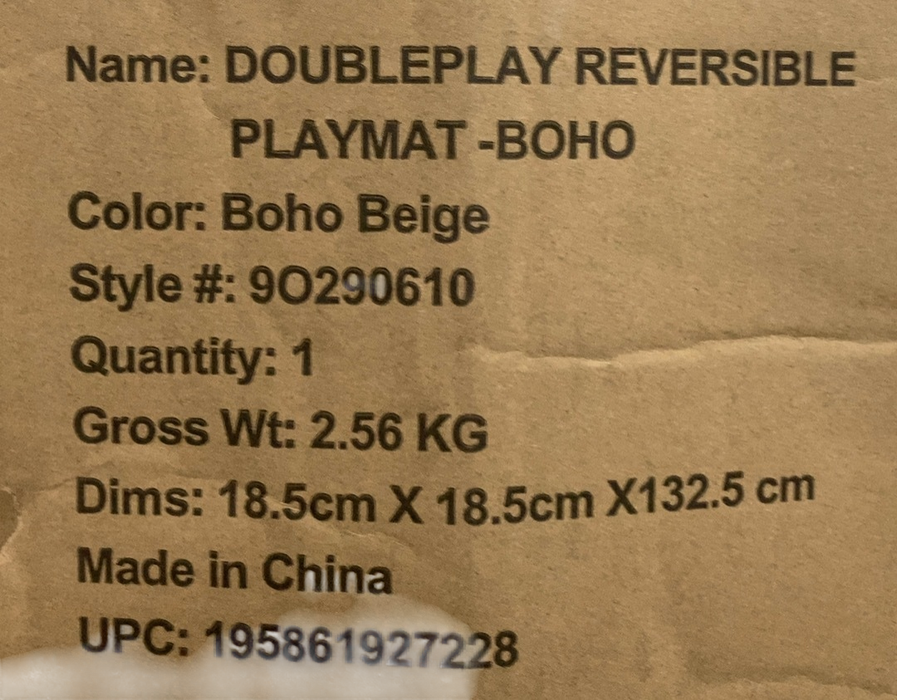 Name: DOUBLEPLAY REVERSIBLE
PLAYMAT -BOHO
Color: Boho Beige
Style #: 9O290610
Quantity: 1
Gross Wt: 2.56 KG
Dims: 18.5cm X 18.5cm X132.5 cm
Made in China
UPC: 195861927228